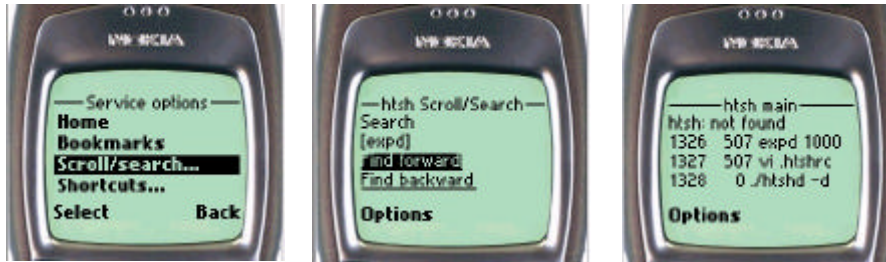 NOKIA
Service options
Home
Bookmarks
Scroll/search...
Shortcuts...
Select Back
NOKIA
htsh Scroll/Search
Search
[expd]
Find forward
Find backward
Options
NOKIA
htsh main
htsh: not found
1326 507 expd 1000
1327 507 vi .htshrc
1328 0 ./htshd -d
Options